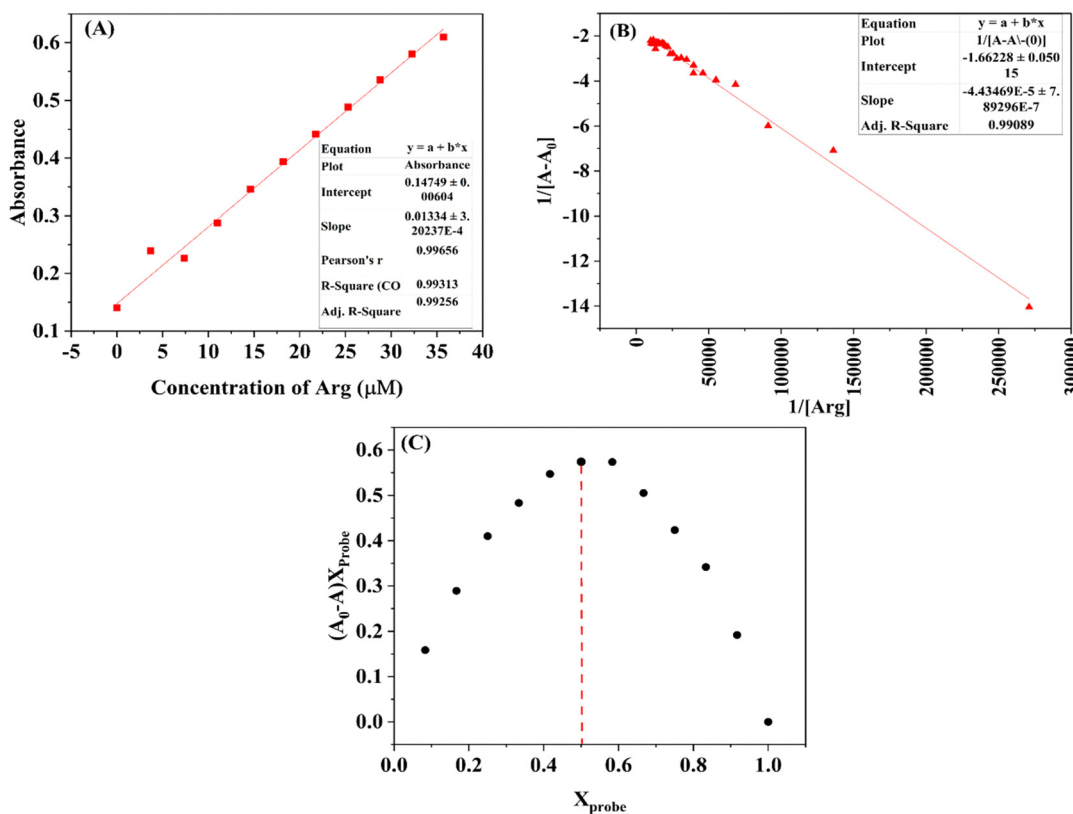 (A)
0.6
0.5
0.4
0.3
0.2
0.1
Absorbance
Equation y = a + b*x
Plot Absorbance
Intercept 0.14749 ± 0.
00604
Slope 0.01334 ± 3.
20237E-4
Pearson's r 0.99656
R-Square (CO 0.99313
Adj. R-Square 0.99256
-5 0 5 10 15 20 25 30 35 40
Concentration of Arg (μM)
(B)
-2
-4
-6
-8
-10
-12
-14
1/[A-A0]
Equation y = a + b*x
Plot 1/[A-A\-(0)]
Intercept -1.66228 ± 0.050
15
Slope -4.43469E-5 ± 7.
89296E-7
Adj. R-Square 0.99089
0 500000 1000000 1500000 2000000 2500000 3000000
1/[Arg]
(C)
0.6
0.5
0.4
0.3
0.2
0.1
0.0
(A0-A)XProbe
0.0 0.2 0.4 0.6 0.8 1.0
Xprobe